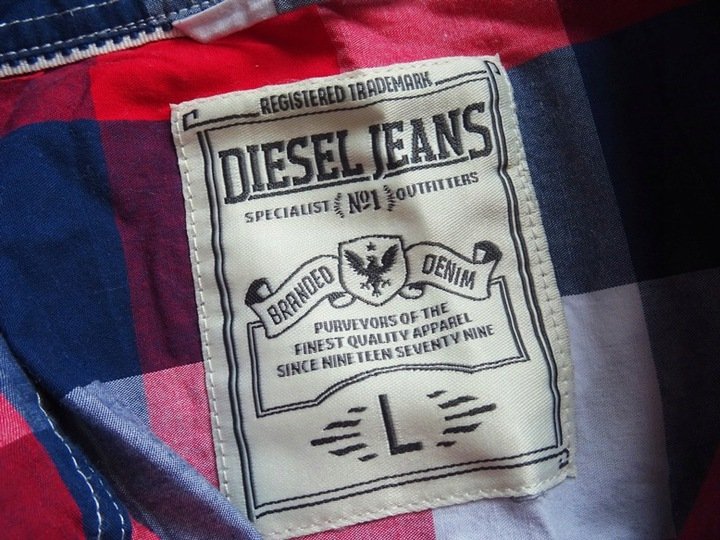 REGISTERED TRADEMARK
DIESEL JEANS
SPECIALIST No1 OUTFITTERS
BRANDED DENIM
PURVEYORS OF THE
FINEST QUALITY APPAREL
SINCE NINETEEN SEVENTY NINE
L